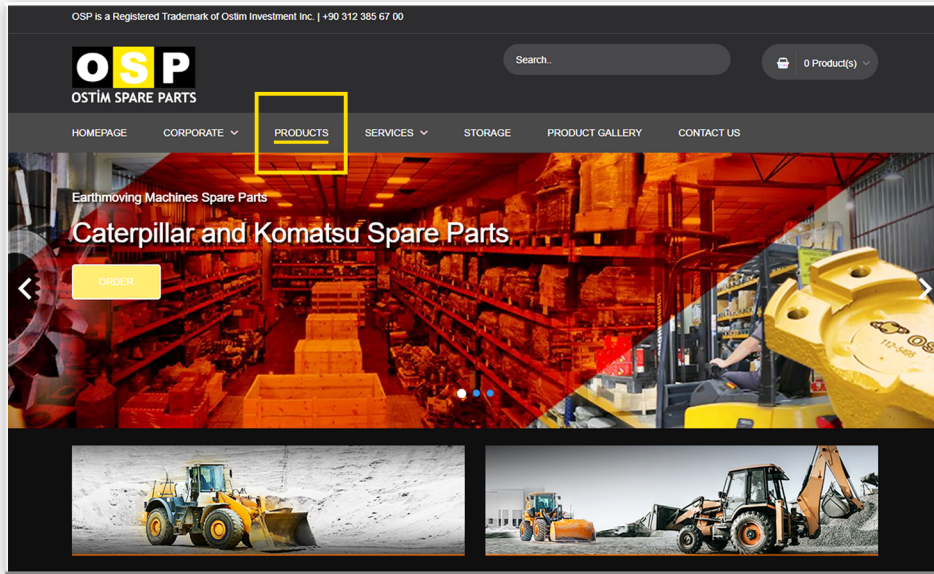 OSP is a Registered Trademark of Ostim Investment Inc. | +90 312 385 67 00
OSP
OSTİM SPARE PARTS
Search..
0 Product(s)
HOMEPAGE CORPORATE PRODUCTS SERVICES STORAGE PRODUCT GALLERY CONTACT US
Earthmoving Machines Spare Parts
Caterpillar and Komatsu Spare Parts
ORDER